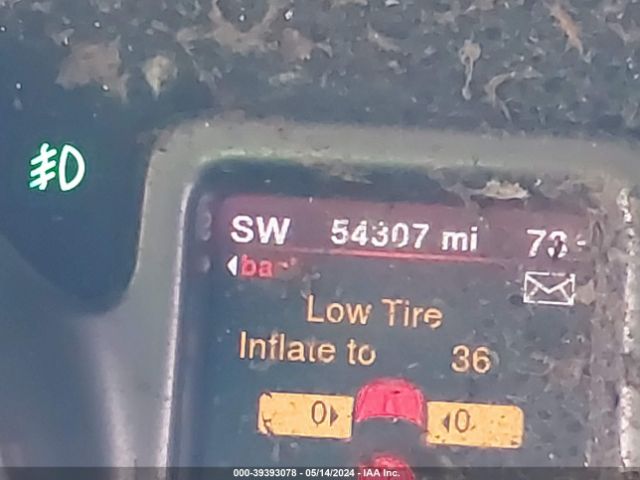 SW 54307 mi
Low Tire
Inflate to 36
0 0
000-39393078 - 05/14/2024 - IAA Inc.